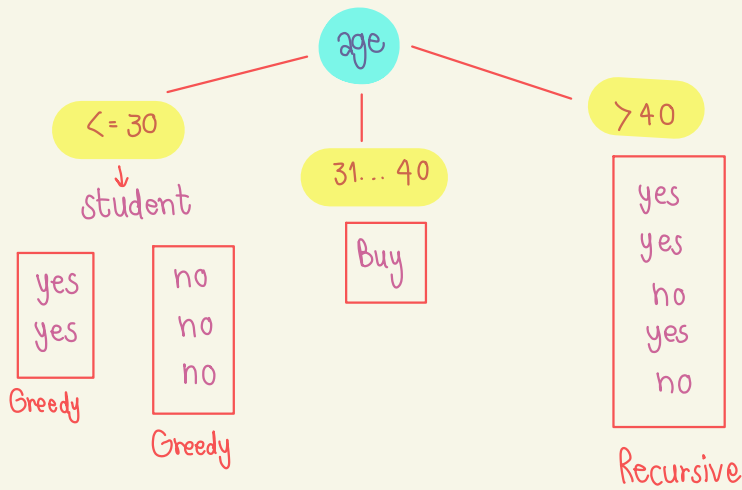 age
<= 30
student
yes
yes
Greedy
no
no
no
Greedy
31... 40
Buy
>40
yes
yes
no
yes
no
Recursive